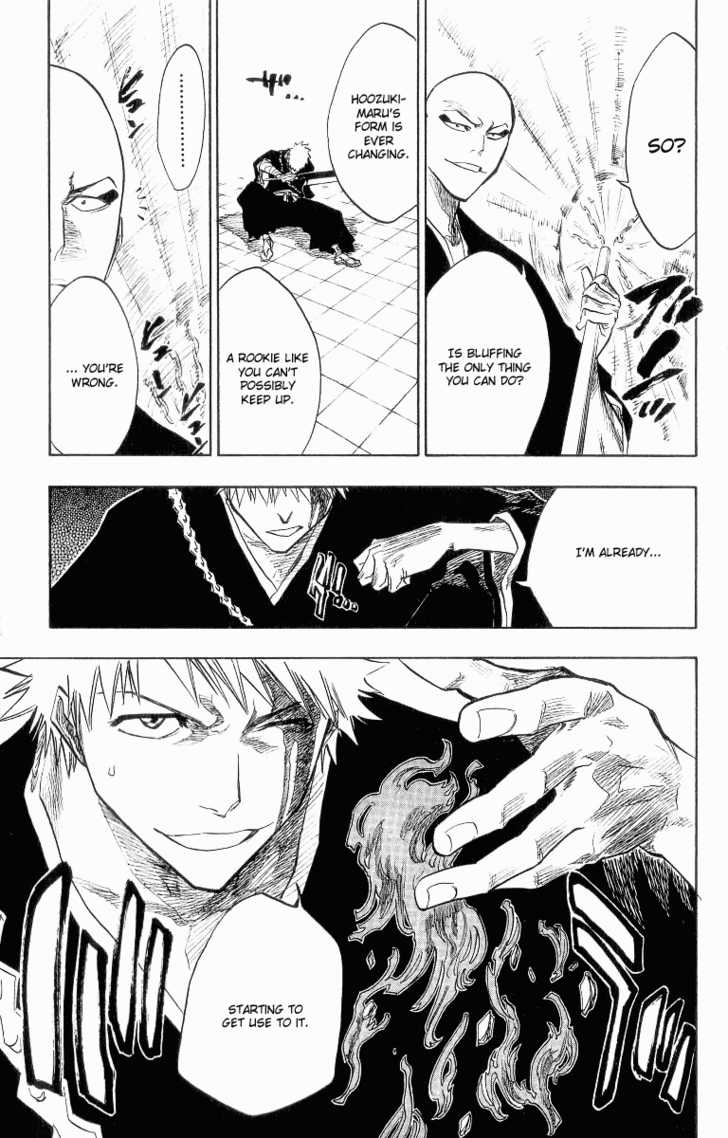 SO?
IS BLUFFING
THE ONLY THING
YOU CAN DO?
HOOZUKI-
MARU'S
FORM IS
EVER
CHANGING.
A ROOKIE LIKE
YOU CAN'T
POSSIBLY
KEEP UP.
..........
... YOU'RE
WRONG.
I'M ALREADY...
STARTING TO
GET USE TO IT.